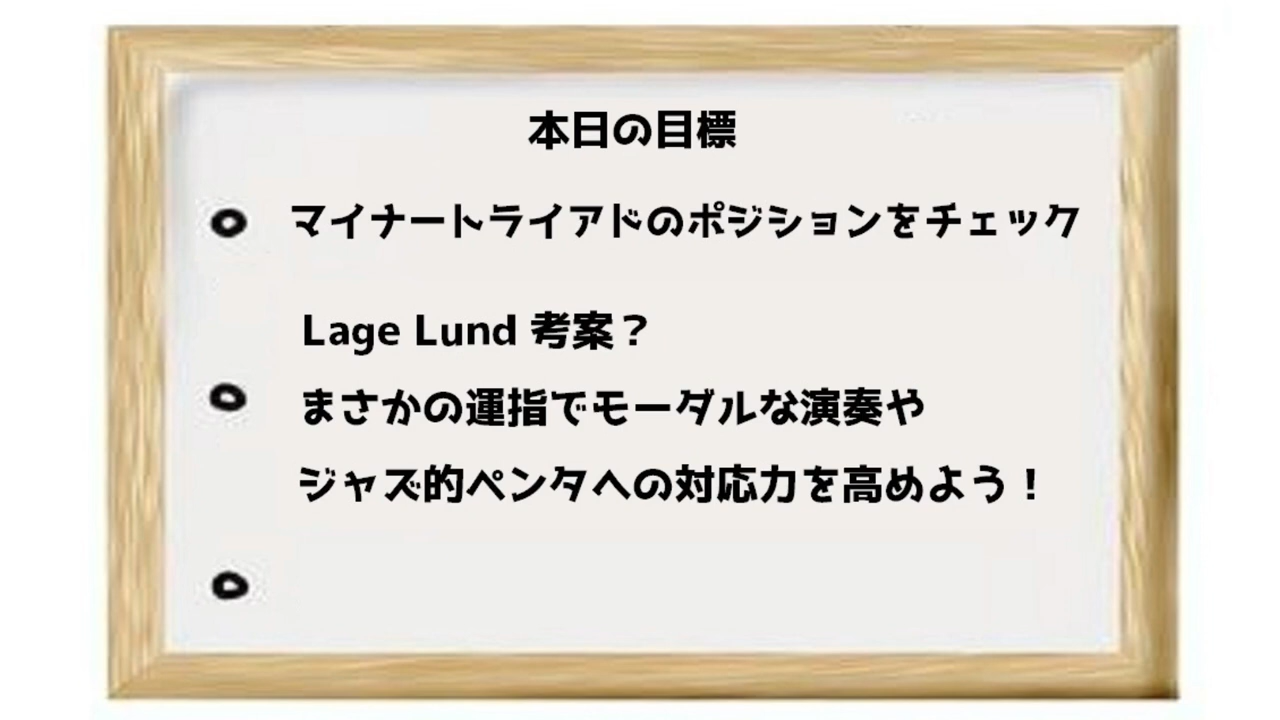 本日の目標
マイナートライアドのポジションをチェック
Lage Lund 考案？
まさかの運指でモーダルな演奏や
ジャズ的ペンタへの対応力を高めよう！